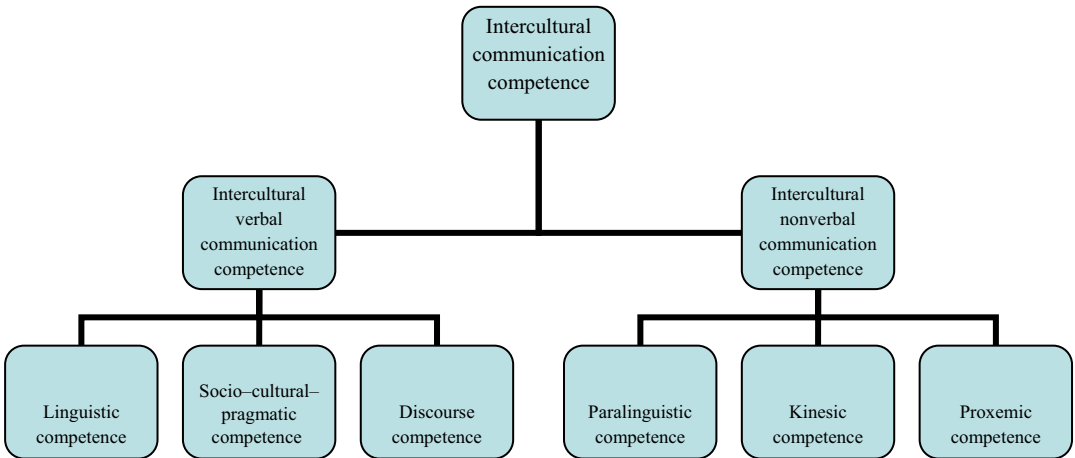 Intercultural
communication
competence
Intercultural
verbal
communication
competence
Intercultural
nonverbal
communication
competence
Linguistic
competence
Socio–cultural–
pragmatic
competence
Discourse
competence
Paralinguistic
competence
Kinesic
competence
Proxemic
competence